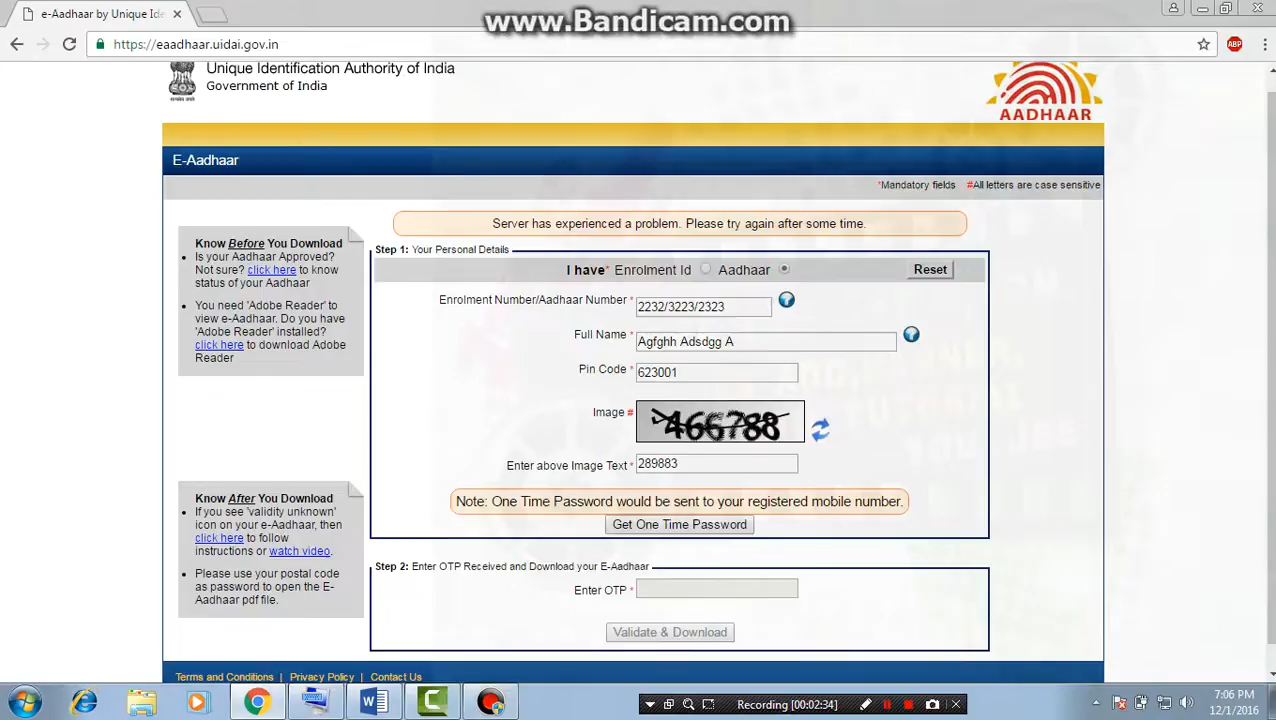 e-Aadhaar by Unique Ide
www.Bandicam.com
https://eaadhaar.uidai.gov.in
ABP
Unique Identification Authority of India
Government of India
AADHAAR
E-Aadhaar
*Mandatory fields #All letters are case sensitive
Server has experienced a problem. Please try again after some time.
Know Before You Download
Is your Aadhaar Approved?
Not sure? click here to know
status of your Aadhaar
You need 'Adobe Reader' to
view e-Aadhaar. Do you have
'Adobe Reader' installed?
click here to download Adobe
Reader
Step 1: Your Personal Details
I have* Enrolment Id Aadhaar Reset
Enrolment Number/Aadhaar Number * 2232/3223/2323
Full Name * Agfghh Adsdgg A
Pin Code * 623001
Image # 466788
Enter above Image Text * 289883
Note: One Time Password would be sent to your registered mobile number.
Get One Time Password
Know After You Download
If you see 'validity unknown'
icon on your e-Aadhaar, then
click here to follow
instructions or watch video.
Please use your postal code
as password to open the E-
Aadhaar pdf file.
Step 2: Enter OTP Received and Download your E-Aadhaar
Enter OTP *
Validate & Download
Terms and Conditions | Privacy Policy | Contact Us
Recording [00:02:34]
7:06 PM
12/1/2016